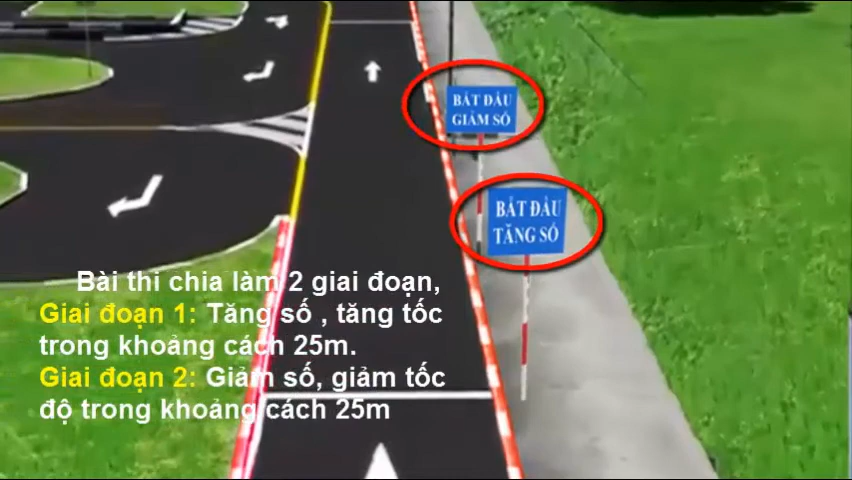 BẮT ĐẦU
GIẢM SỐ
BẮT ĐẦU
TĂNG SỐ
Bài thi chia làm 2 giai đoạn,
Giai đoạn 1: Tăng số , tăng tốc
trong khoảng cách 25m.
Giai đoạn 2: Giảm số, giảm tốc
độ trong khoảng cách 25m